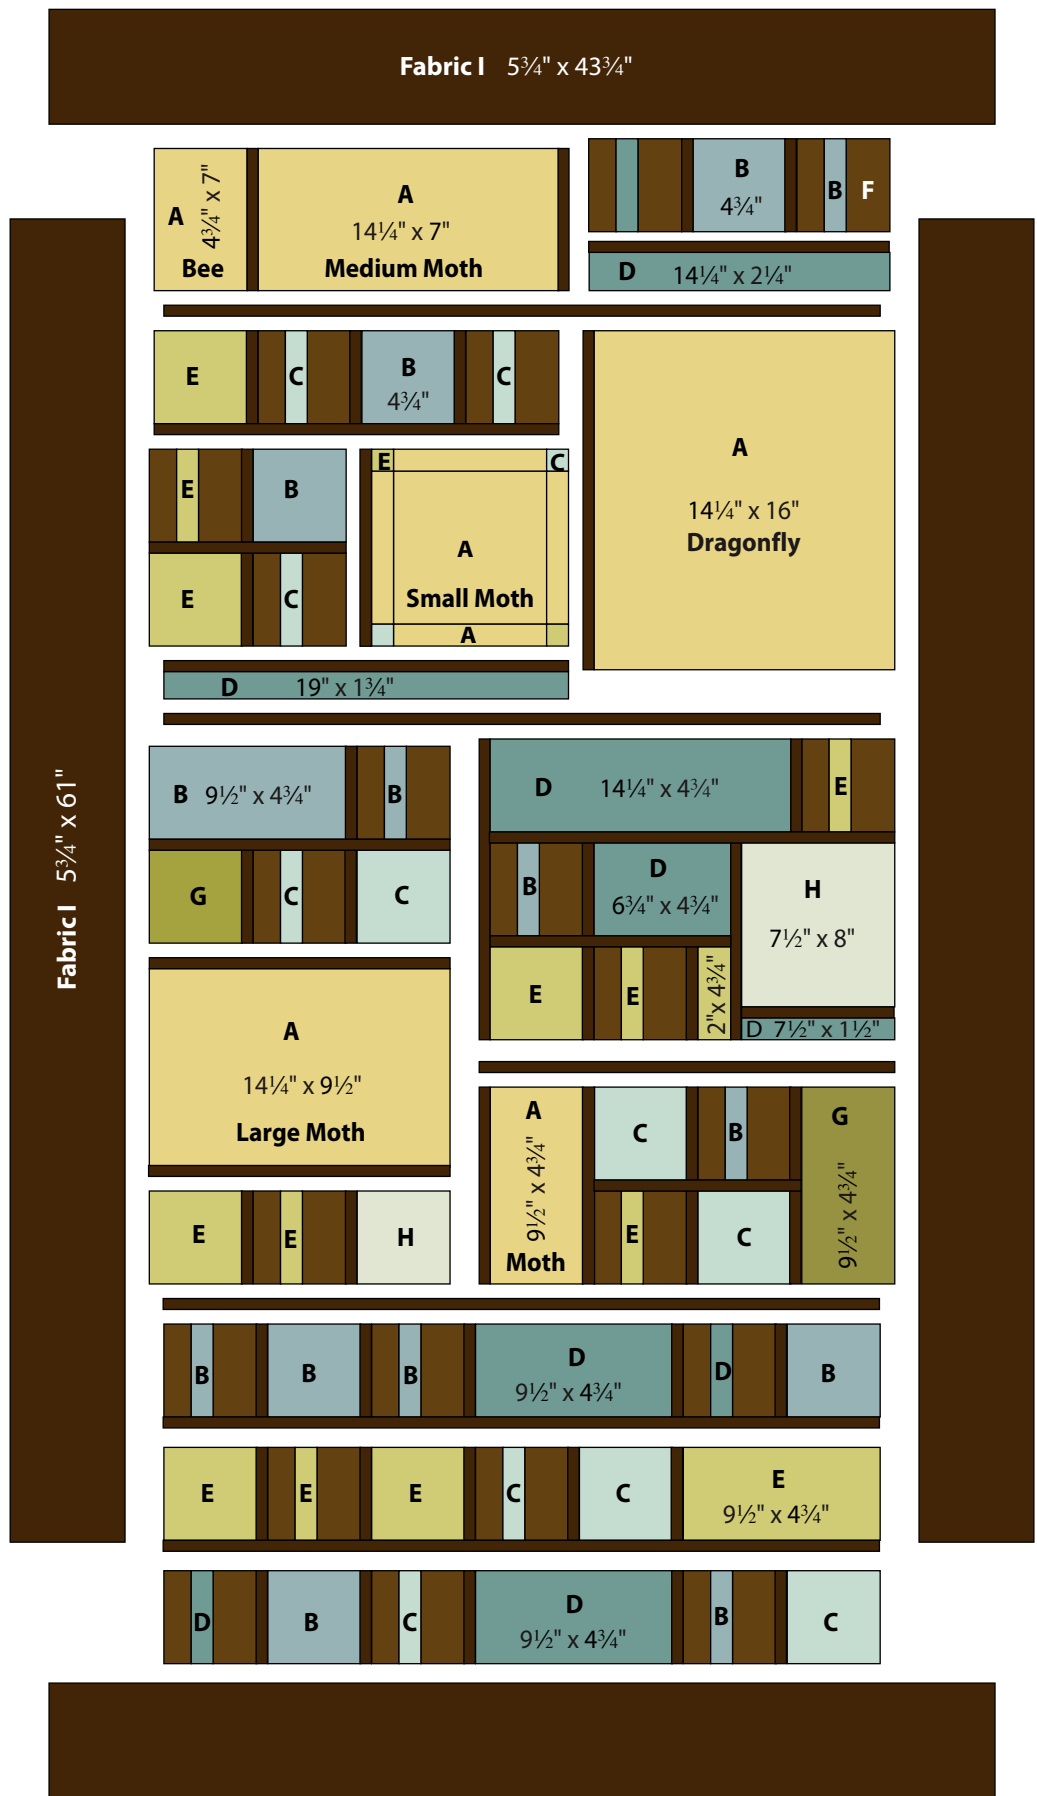 Fabric I 5¾" x 43¾"
A
4¾" x 7"
Bee
A
14¼" x 7"
Medium Moth
B
4¾"
B
F
D 14¼" x 2¼"
E
C
B
4¾"
C
A
14¼" x 16"
Dragonfly
E
B
E
C
E
C
A
Small Moth
A
D 19" x 1¾"
Fabric I 5¾" x 61"
B 9½" x 4¾"
B
G
C
C
D 14¼" x 4¾"
E
B
D
6¾" x 4¾"
H
7½" x 8"
E
E
2" x 4¾"
D 7½" x 1½"
A
14¼" x 9½"
Large Moth
A
9½" x 4¾"
Moth
C
B
G
9½" x 4¾"
E
C
E
E
H
B
B
B
D
9½" x 4¾"
D
B
E
E
E
C
C
E
9½" x 4¾"
D
B
C
D
9½" x 4¾"
B
C